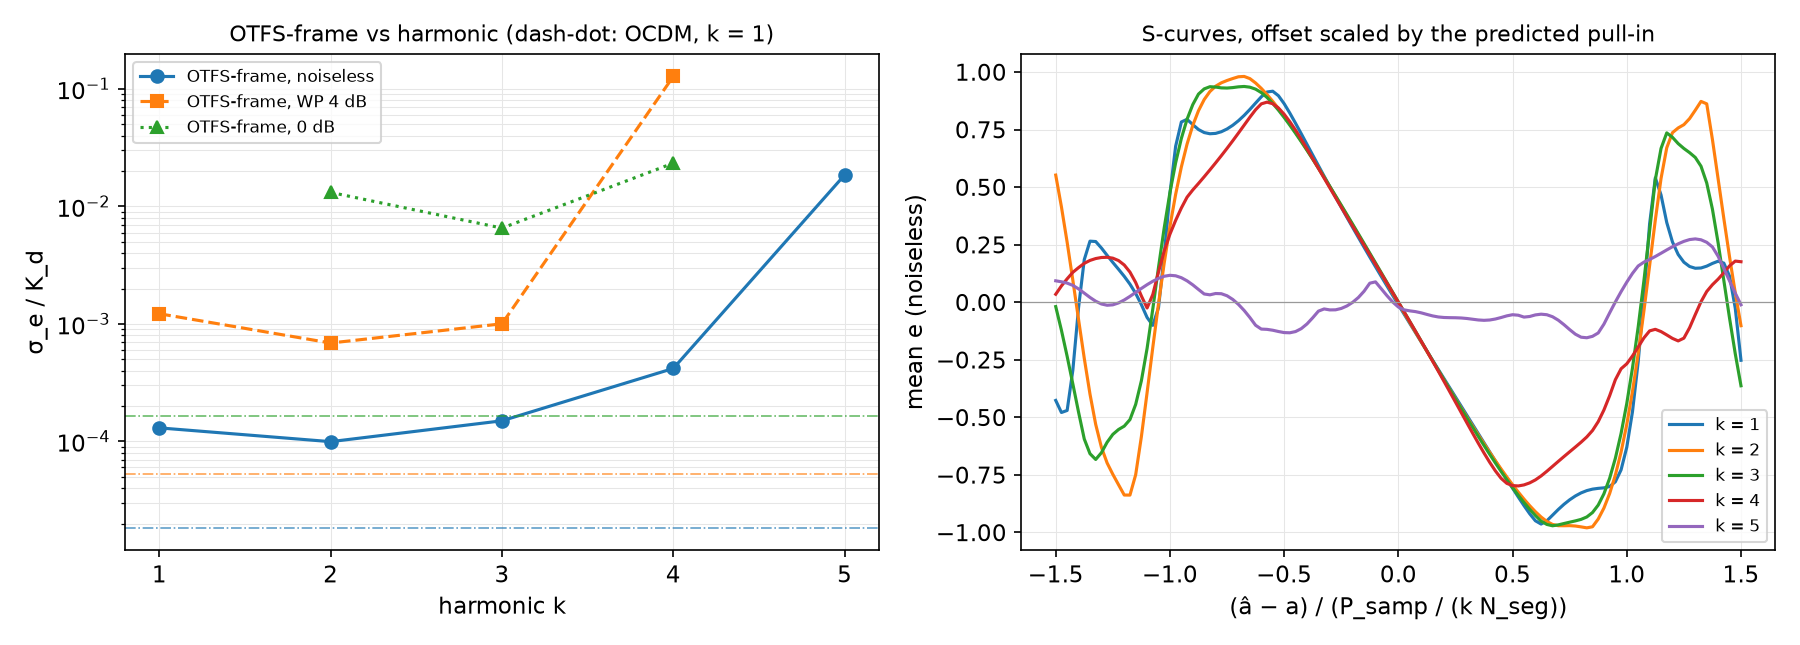 OTFS-frame vs harmonic (dash-dot: OCDM, k = 1)
OTFS-frame, noiseless
OTFS-frame, WP 4 dB
OTFS-frame, 0 dB
σ_e / K_d
10⁻¹
10⁻²
10⁻³
10⁻⁴
1 2 3 4 5
harmonic k
S-curves, offset scaled by the predicted pull-in
mean e (noiseless)
1.00
0.75
0.50
0.25
0.00
−0.25
−0.50
−0.75
−1.00
k = 1
k = 2
k = 3
k = 4
k = 5
−1.5 −1.0 −0.5 0.0 0.5 1.0 1.5
(â − a) / (P_samp / (k N_seg))